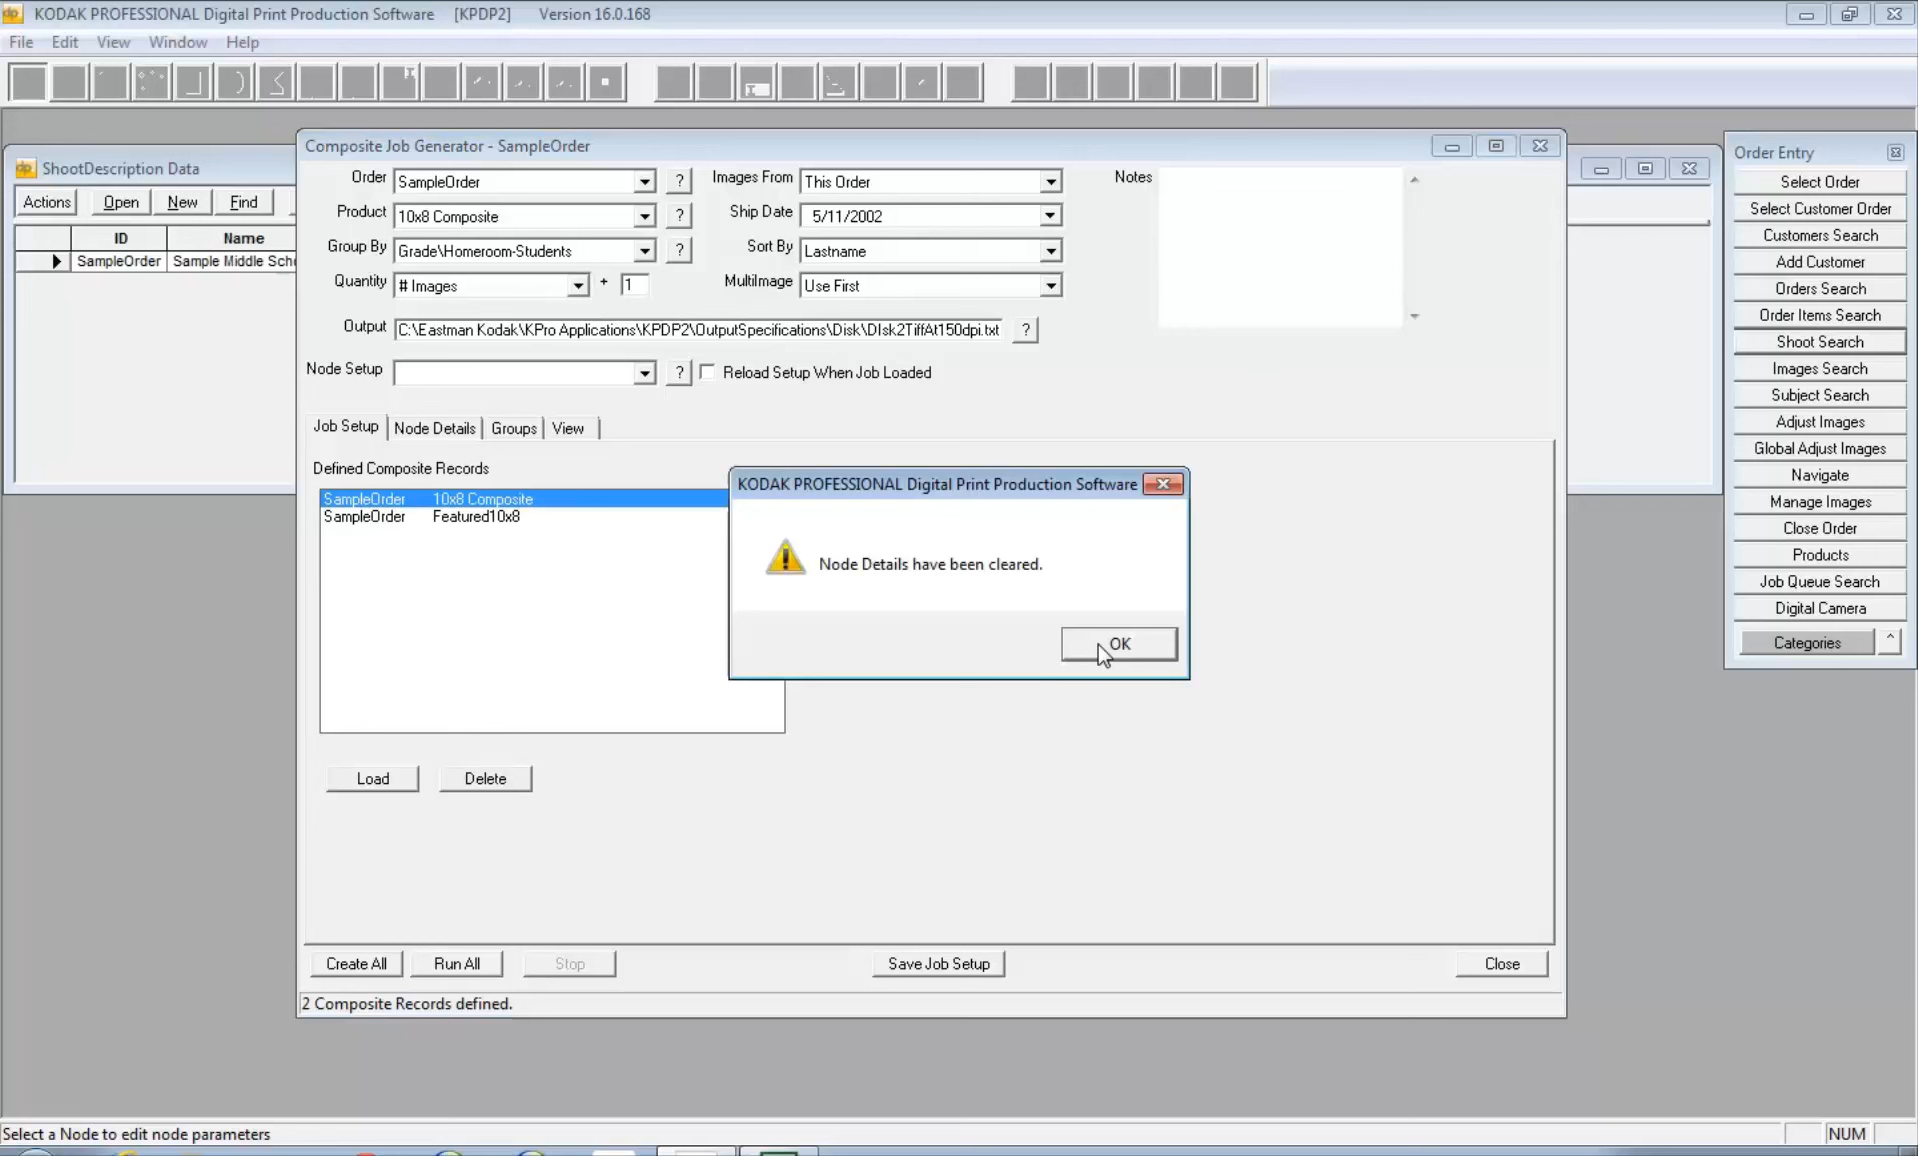 KODAK PROFESSIONAL Digital Print Production Software [KPDP2] Version 16.0.168
File Edit View Window Help
ShootDescription Data
Actions Open New Find
ID Name
SampleOrder Sample Middle Scho
Composite Job Generator - SampleOrder
Order SampleOrder ? Images From This Order Notes
Product 10x8 Composite ? Ship Date 5/11/2002
Group By Grade\Homeroom-Students ? Sort By Lastname
Quantity # Images + 1 MultiImage Use First
Output C:\Eastman Kodak\KPro Applications\KPDP2\OutputSpecifications\Disk\DIsk2TiffAt150dpi.txt ?
Node Setup ? Reload Setup When Job Loaded
Job Setup Node Details Groups View
Defined Composite Records
SampleOrder 10x8 Composite
SampleOrder Featured10x8
KODAK PROFESSIONAL Digital Print Production Software
Node Details have been cleared.
OK
Load Delete
Create All Run All Stop Save Job Setup Close
2 Composite Records defined.
Order Entry
Select Order
Select Customer Order
Customers Search
Add Customer
Orders Search
Order Items Search
Shoot Search
Images Search
Subject Search
Adjust Images
Global Adjust Images
Navigate
Manage Images
Close Order
Products
Job Queue Search
Digital Camera
Categories ^
Select a Node to edit node parameters NUM